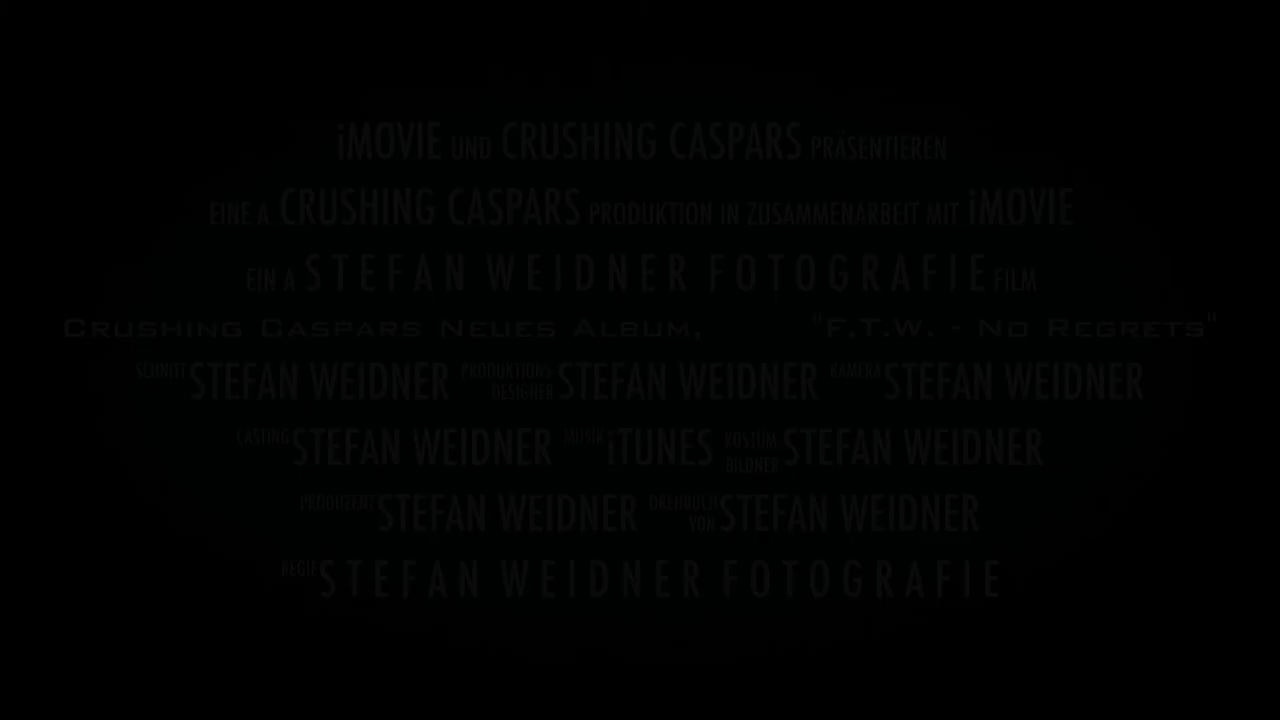 iMOVIE UND CRUSHING CASPARS PRÄSENTIEREN
EINE A CRUSHING CASPARS PRODUKTION IN ZUSAMMENARBEIT MIT iMOVIE
EIN A STEFAN WEIDNER FOTOGRAFIE FILM
Crushing Caspars Neues Album, "F.T.W. - No Regrets"
SCHNITT STEFAN WEIDNER PRODUKTIONS-DESIGNER STEFAN WEIDNER KAMERA STEFAN WEIDNER
CASTING STEFAN WEIDNER MUSIK iTUNES KOSTÜM BILDNER STEFAN WEIDNER
PRODUZENT STEFAN WEIDNER DREHBUCH VON STEFAN WEIDNER
REGIE STEFAN WEIDNER FOTOGRAFIE